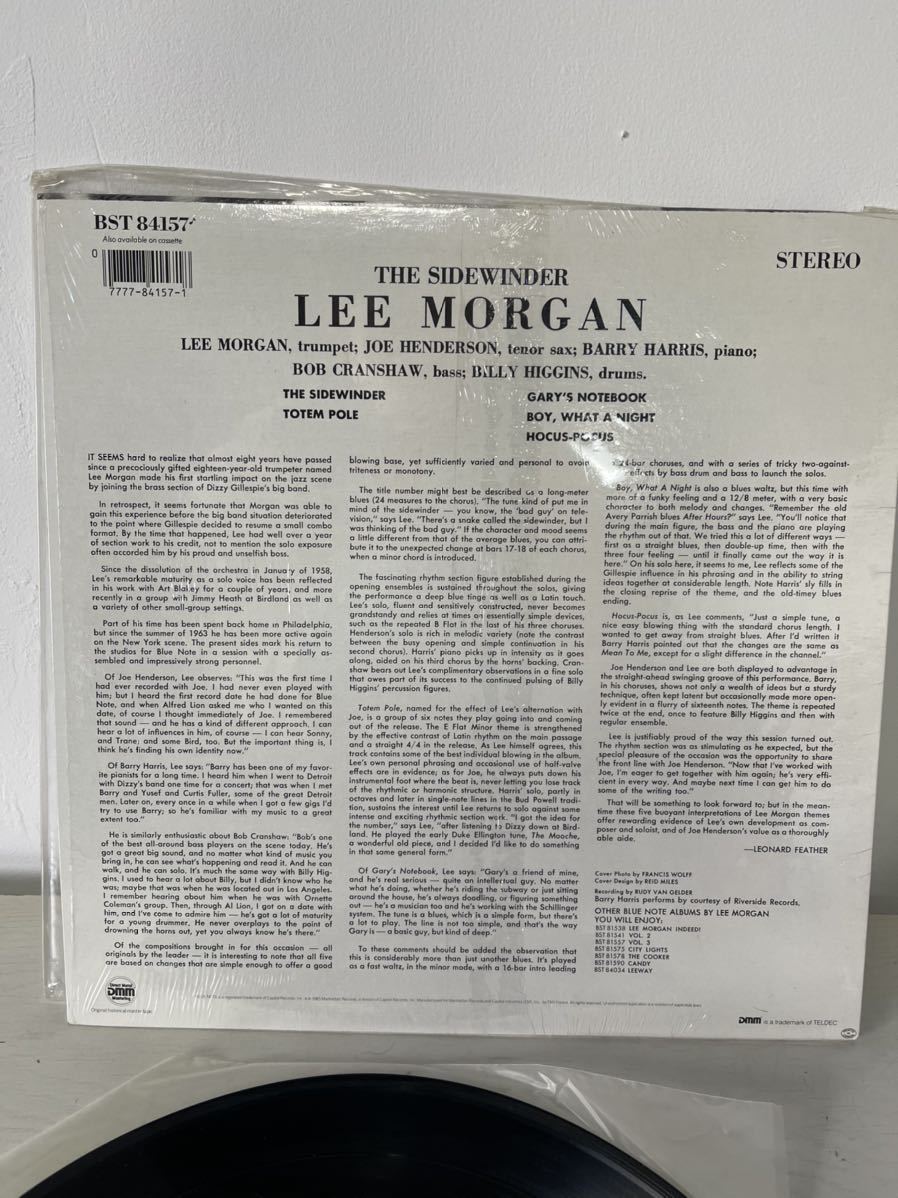 BST 84157
Also available on cassette
0
7777-84157-1
STEREO
THE SIDEWINDER
LEE MORGAN
LEE MORGAN, trumpet; JOE HENDERSON, tenor sax; BARRY HARRIS, piano;
BOB CRANSHAW, bass; BILLY HIGGINS, drums.
THE SIDEWINDER
TOTEM POLE
GARY'S NOTEBOOK
BOY, WHAT A NIGHT
HOCUS-POCUS
IT SEEMS hard to realize that almost eight years have passed
since a precociously gifted eighteen-year-old trumpeter named
Lee Morgan made his first startling impact on the jazz scene
by joining the brass section of Dizzy Gillespie's big band.
In retrospect, it seems fortunate that Morgan was able to
gain this experience before the big band situation deteriorated
to the point where Gillespie decided to resume a small combo
format. By the time that happened, Lee had well over a year
of section work to his credit, not to mention the solo exposure
often accorded him by his proud and unselfish boss.
Since the dissolution of the orchestra in January of 1958,
Lee's remarkable maturity as a solo voice has been reflected
in his work with Art Blakey for a couple of years, and more
recently in a group with Jimmy Heath at Birdland as well as
a variety of other small-group settings.
Part of his time has been spent back home in Philadelphia,
but since the summer of 1963 he has been more active again
on the New York scene. The present sides mark his return to
the studios for Blue Note in a session with a specially as-
sembled and impressively strong personnel.
Of Joe Henderson, Lee observes: "This was the first time I
had ever recorded with Joe. I had never even played with
him; but I heard the first record date he had done for Blue
Note, and when Alfred Lion asked me who I wanted on this
date, of course I thought immediately of Joe. I remembered
that sound — and he has a kind of different approach. I can
hear a lot of influences in him, of course — I can hear Sonny,
and Trane; and some Bird, too. But the important thing is, I
think he's finding his own identity now."
Of Barry Harris, Lee says: "Barry has been one of my favor-
ite pianists for a long time. I heard him when I went to Detroit
with Dizzy's band one time for a concert; that was when I met
Barry and Yusef and Curtis Fuller, some of the great Detroit
men. Later on, every once in a while when I got a few gigs I'd
try to use Barry; so he's familiar with my music to a great
extent too."
He is similarly enthusiastic about Bob Cranshaw: "Bob's one
of the best all-around bass players on the scene today. He's
got a great big sound, and no matter what kind of music you
bring in, he can see what's happening and read it. And he can
walk, and he can solo. It's much the same way with Billy Hig-
gins. I used to hear a lot about Billy, but I didn't know who he
was; maybe that was when he was located out in Los Angeles.
I remember hearing about him when he was with Ornette
Coleman's group. Then, through Al Lion, I got on a date with
him, and I've come to admire him — he's got a lot of maturity
for a young drummer. He never overplays to the point of
drowning the horns out, yet you always know he's there."
Of the compositions brought in for this occasion — all
originals by the leader — it is interesting to note that all five
are based on changes that are simple enough to offer a good
blowing base, yet sufficiently varied and personal to avoid
triteness or monotony.
The title number might best be described as a long-meter
blues (24 measures to the chorus). "The tune kind of put me in
mind of the sidewinder — you know, the 'bad guy' on tele-
vision," says Lee. "There's a snake called the sidewinder, but I
was thinking of the bad guy." If the character and mood seems
a little different from that of the average blues, you can attri-
bute it to the unexpected change at bars 17-18 of each chorus,
when a minor chord is introduced.
The fascinating rhythm section figure established during the
opening ensembles is sustained throughout the solos, giving
the performance a deep blue tinge as well as a Latin touch.
Lee's solo, fluent and sensitively constructed, never becomes
grandstandy and relies at times on essentially simple devices,
such as the repeated B Flat in the last of his three choruses.
Henderson's solo is rich in melodic variety (note the contrast
between the busy opening and simple continuation in his
second chorus). Harris' piano picks up in intensity as it goes
along, aided on his third chorus by the horns' backing. Cran-
shaw bears out Lee's complimentary observations in a fine solo
that owes part of its success to the continued pulsing of Billy
Higgins' percussion figures.
Totem Pole, named for the effect of Lee's alternation with
Joe, is a group of six notes they play going into and coming
out of the release. The E Flat Minor theme is strengthened
by the effective contrast of Latin rhythm on the main passage
and a straight 4/4 in the release. As Lee himself agrees, this
track contains some of the best individual blowing in the album.
Lee's own personal phrasing and occasional use of half-valve
effects are in evidence; as for Joe, he always puts down his
instrumental foot where the beat is, never letting you lose track
of the rhythmic or harmonic structure. Harris' solo, partly in
octaves and later in single-note lines in the Bud Powell tradi-
tion, sustains the interest until Lee returns to solo against some
intense and exciting rhythmic section work. "I got the idea for
the number," says Lee, "after listening to Dizzy down at Bird-
land. He played the early Duke Ellington tune, The Mooche,
a wonderful old piece, and I decided I'd like to do something
in that same general form."
Of Gary's Notebook, Lee says: "Gary's a friend of mine,
and he's real serious — quite an intellectual guy. No matter
what he's doing, whether he's riding the subway or just sitting
around the house, he's always doodling, or figuring something
out — he's a musician too and he's working with the Schillinger
system. The tune is a blues, which is a simple form, but there's
a lot to play. The line is not too simple, and that's the way
Gary is — a basic guy, but kind of deep."
To these comments should be added the observation that
this is considerably more than just another blues. It's played
as a fast waltz, in the minor mode, with a 16-bar intro leading
24-bar choruses, and with a series of tricky two-against-
effects by bass drum and bass to launch the solos.
Boy, What A Night is also a blues waltz, but this time with
more of a funky feeling and a 12/8 meter, with a very basic
character to both melody and changes. "Remember the old
Avery Parrish blues After Hours?" says Lee. "You'll notice that
during the main figure, the bass and the piano are playing
the rhythm out of that. We tried this a lot of different ways —
first as a straight blues, then double-up time, then with the
three four feeling — until it finally came out the way it is
here." On his solo here, it seems to me, Lee reflects some of the
Gillespie influence in his phrasing and in the ability to string
ideas together at considerable length. Note Harris' sly fills in
the closing reprise of the theme, and the old-timey blues
ending.
Hocus-Pocus is, as Lee comments, "Just a simple tune, a
nice easy blowing thing with the standard chorus length. I
wanted to get away from straight blues. After I'd written it
Barry Harris pointed out that the changes are the same as
Mean To Me, except for a slight difference in the channel."
Joe Henderson and Lee are both displayed to advantage in
the straight-ahead swinging groove of this performance. Barry,
in his choruses, shows not only a wealth of ideas but a sturdy
technique, often kept latent but occasionally made more open-
ly evident in a flurry of sixteenth notes. The theme is repeated
twice at the end, once to feature Billy Higgins and then with
regular ensemble.
Lee is justifiably proud of the way this session turned out.
The rhythm section was as stimulating as he expected, but the
special pleasure of the occasion was the opportunity to share
the front line with Joe Henderson. "Now that I've worked with
Joe, I'm eager to get together with him again; he's very effi-
cient in every way. And maybe next time I can get him to do
some of the writing too."
That will be something to look forward to; but in the mean-
time these five buoyant interpretations of Lee Morgan themes
offer rewarding evidence of Lee's own development as com-
poser and soloist, and of Joe Henderson's value as a thoroughly
able aide.
—LEONARD FEATHER
Cover Photo by FRANCIS WOLFF
Cover Design by REID MILES
Recording by RUDY VAN GELDER
Barry Harris performs by courtesy of Riverside Records.
OTHER BLUE NOTE ALBUMS BY LEE MORGAN
YOU WILL ENJOY:
BST 81538 LEE MORGAN INDEED!
BST 81541 VOL. 2
BST 81557 VOL. 3
BST 81575 CITY LIGHTS
BST 81578 THE COOKER
BST 81590 CANDY
BST 84034 LEEWAY
Direct Metal
DMM
Mastering
DMM is a trademark of TELDEC